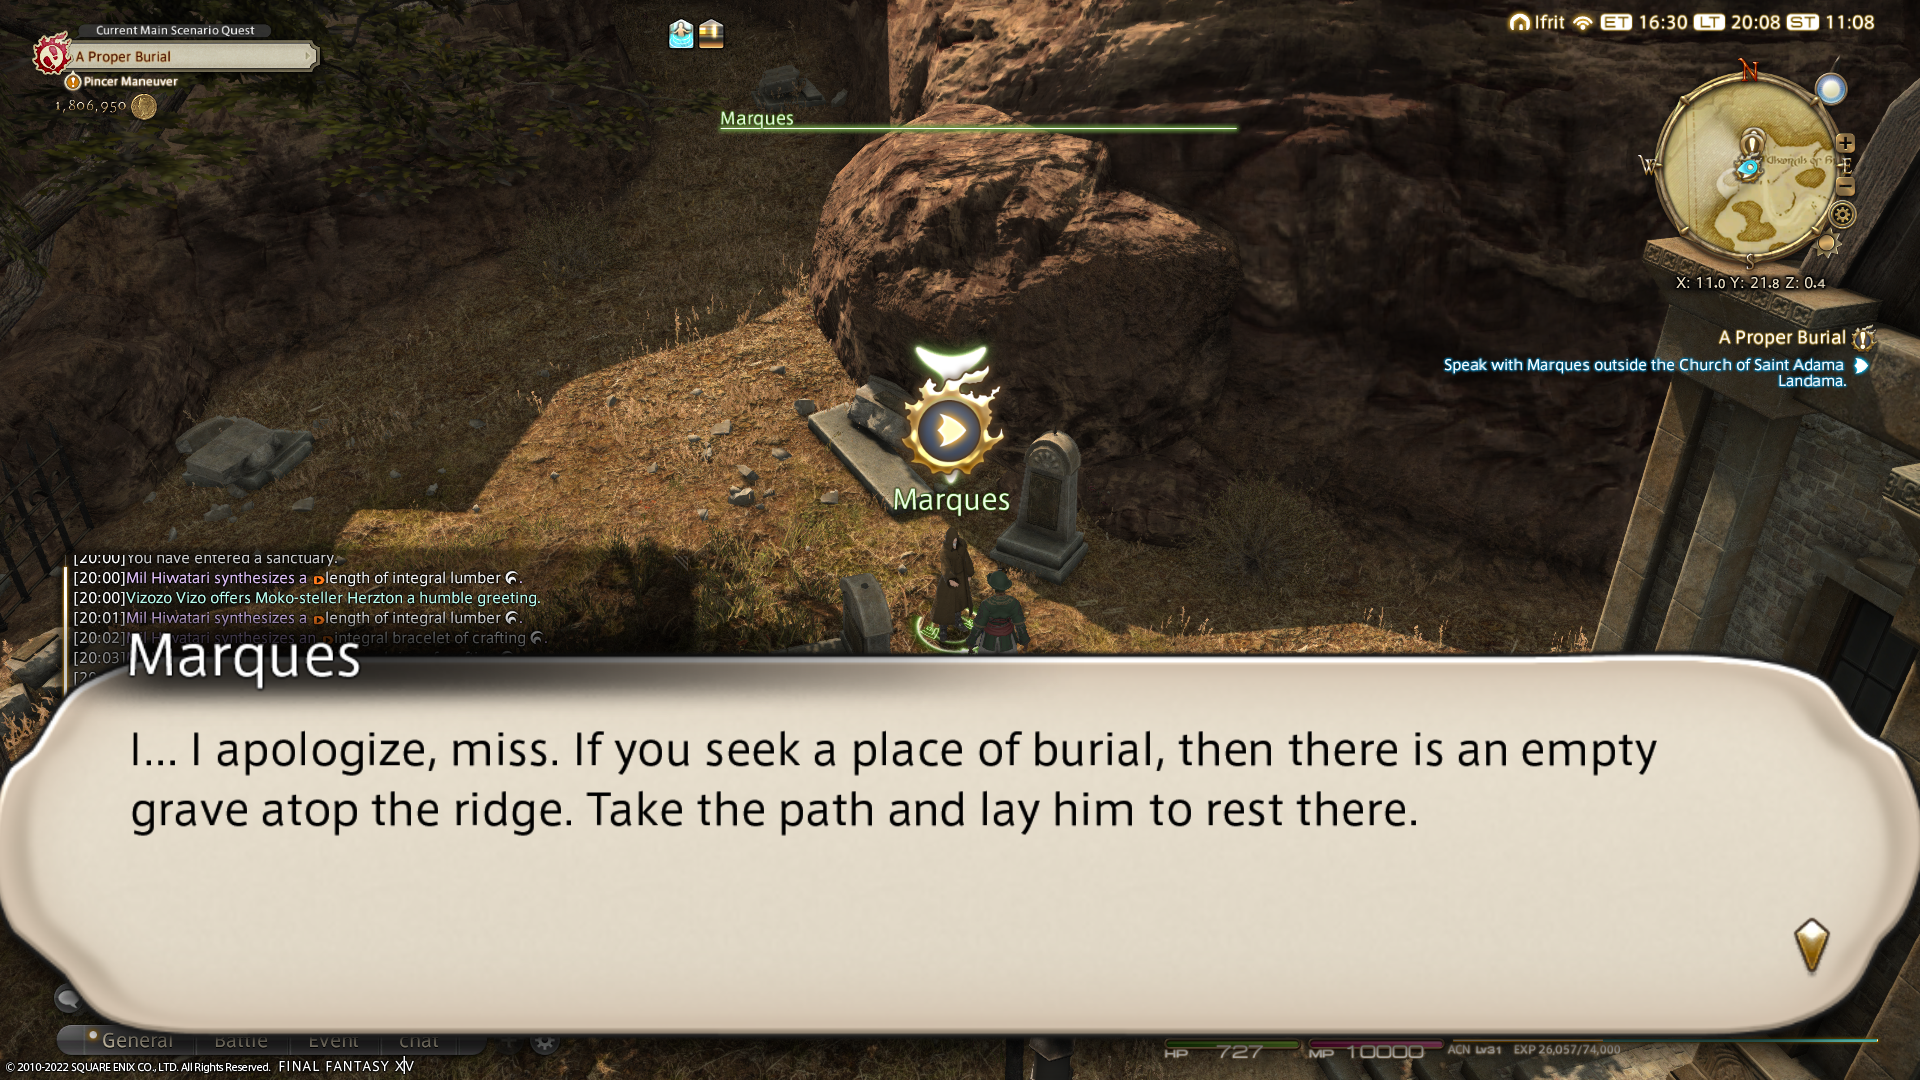 Current Main Scenario Quest
A Proper Burial
Pincer Maneuver
1,806,950
Ifrit ET 16:30 LT 20:08 ST 11:08
Marques
N
W
E
S
X: 11.0 Y: 21.8 Z: 0.4
A Proper Burial
Speak with Marques outside the Church of Saint Adama
Landama.
Marques
[20:00]You have entered a sanctuary.
[20:00]Mil Hiwatari synthesizes a length of integral lumber.
[20:00]Vizozo Vizo offers Moko-steller Herzton a humble greeting.
[20:01]Mil Hiwatari synthesizes a length of integral lumber.
[20:02]Mil Hiwatari synthesizes an integral bracelet of crafting.
[20:03]
Marques
I... I apologize, miss. If you seek a place of burial, then there is an empty
grave atop the ridge. Take the path and lay him to rest there.
General Battle Event Chat
HP 727 MP 10000 ACN Lv31 EXP 26,057/74,000
© 2010-2022 SQUARE ENIX CO., LTD. All Rights Reserved. FINAL FANTASY XIV